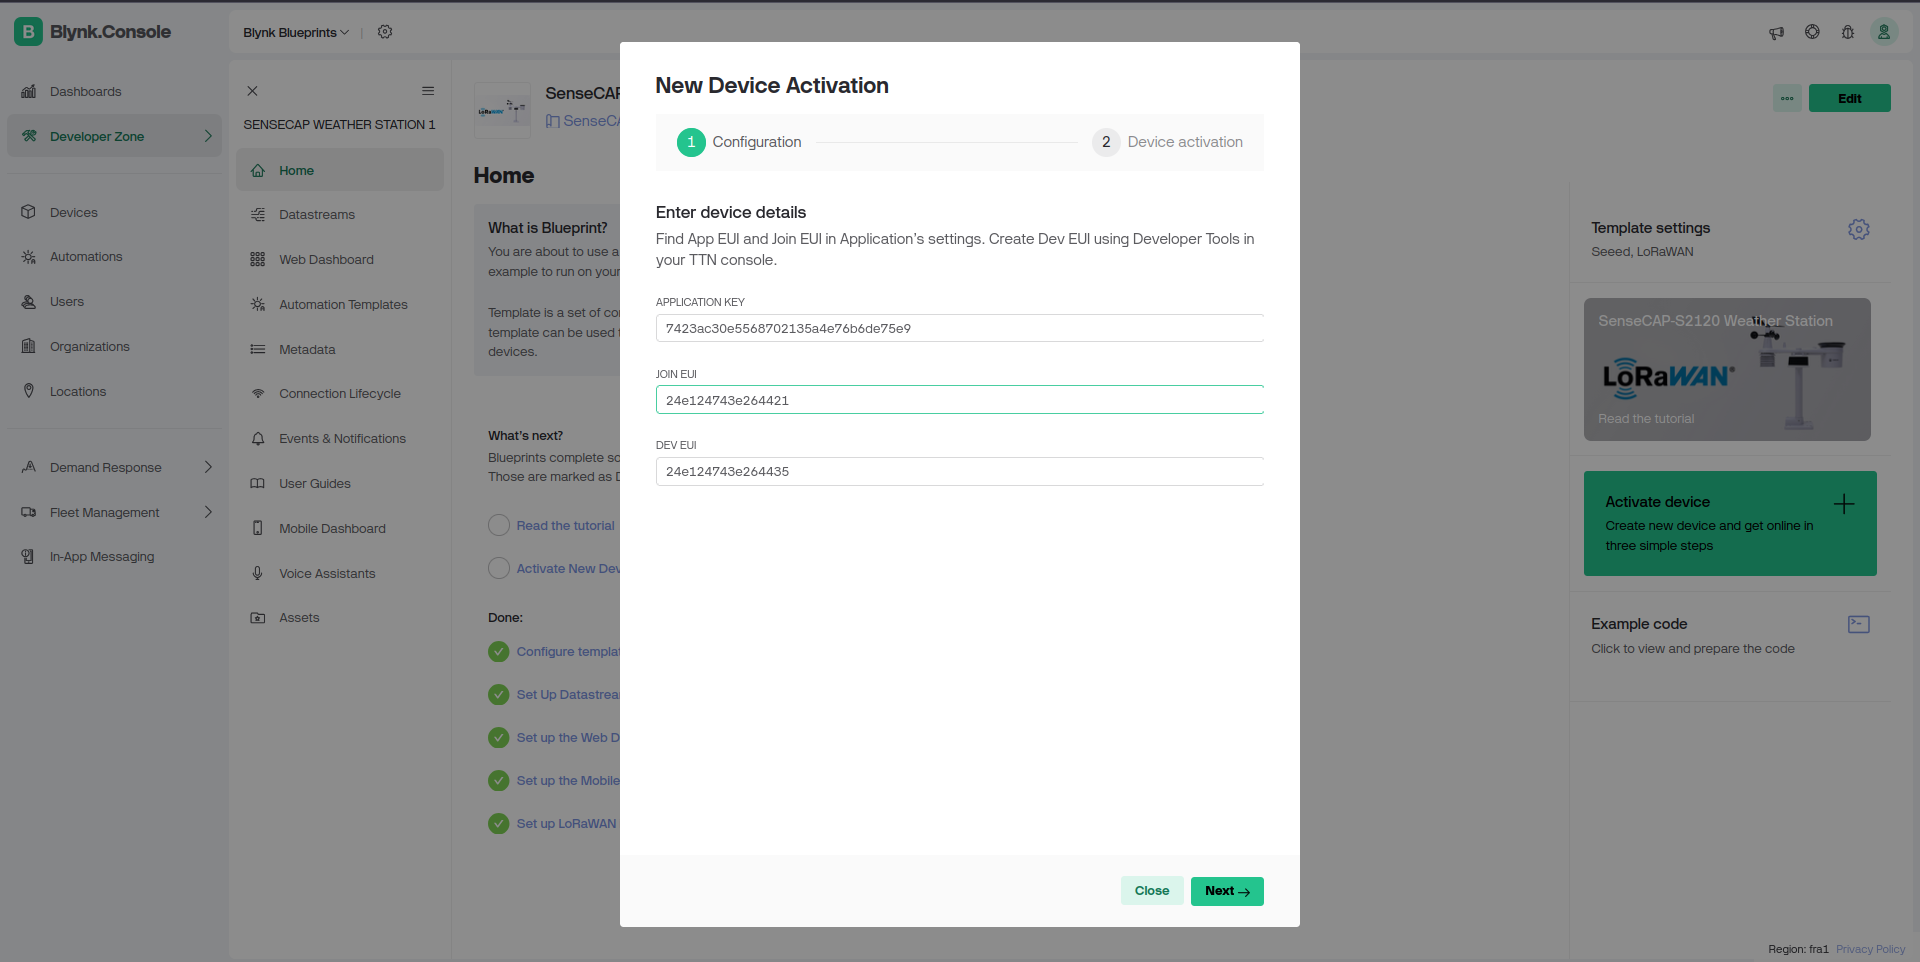 B Blynk.Console
Dashboards
Developer Zone
Devices
Automations
Users
Organizations
Locations
Demand Response
Fleet Management
In-App Messaging
Blynk Blueprints
SENSECAP WEATHER STATION 1
Home
Datastreams
Web Dashboard
Automation Templates
Metadata
Connection Lifecycle
Events & Notifications
User Guides
Mobile Dashboard
Voice Assistants
Assets
LoRaWAN
SenseCAP
SenseCA
Home
What is Blueprint?
You are about to use a
example to run on your
Template is a set of co
template can be used
devices.
What's next?
Blueprints complete so
Those are marked as D
Read the tutorial
Activate New Dev
Done:
Configure templa
Set Up Datastrea
Set up the Web D
Set up the Mobile
Set up LoRaWAN
New Device Activation
1 Configuration
2 Device activation
Enter device details
Find App EUI and Join EUI in Application's settings. Create Dev EUI using Developer Tools in
your TTN console.
APPLICATION KEY
7423ac30e5568702135a4e76b6de75e9
JOIN EUI
24e124743e264421
DEV EUI
24e124743e264435
Close
Next
Edit
Template settings
Seeed, LoRaWAN
SenseCAP-S2120 Weather Station
LoRaWAN
Read the tutorial
Activate device
Create new device and get online in
three simple steps
Example code
Click to view and prepare the code
Region: fra1 Privacy Policy